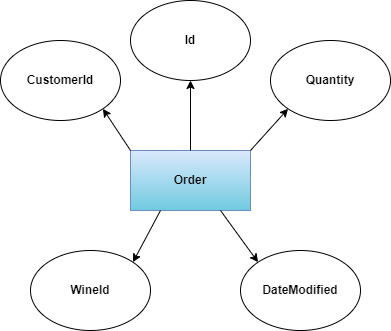 Id
CustomerId
Quantity
Order
WineId
DateModified